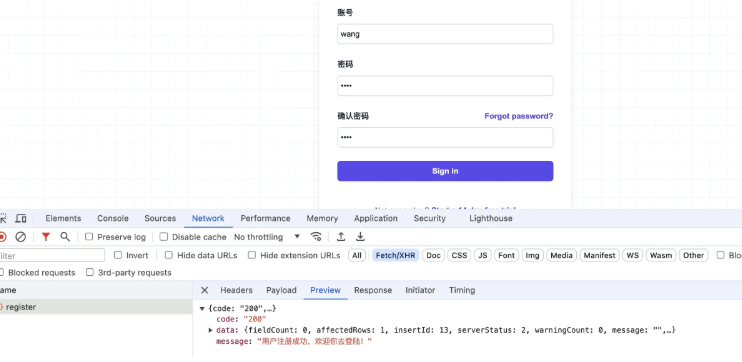 账号
wang
密码
••••
确认密码 Forgot password?
••••
Sign in
Elements Console Sources Network Performance Memory Application Security Lighthouse
Preserve log Disable cache No throttling
Invert Hide data URLs Hide extension URLs All Fetch/XHR Doc CSS JS Font Img Media Manifest WS Wasm Other
Blocked requests 3rd-party requests
Headers Payload Preview Response Initiator Timing
register
{code: "200",…}
code: "200"
data: {fieldCount: 0, affectedRows: 1, insertId: 13, serverStatus: 2, warningCount: 0, message: "",…}
message: "用户注册成功，欢迎你去登陆！"